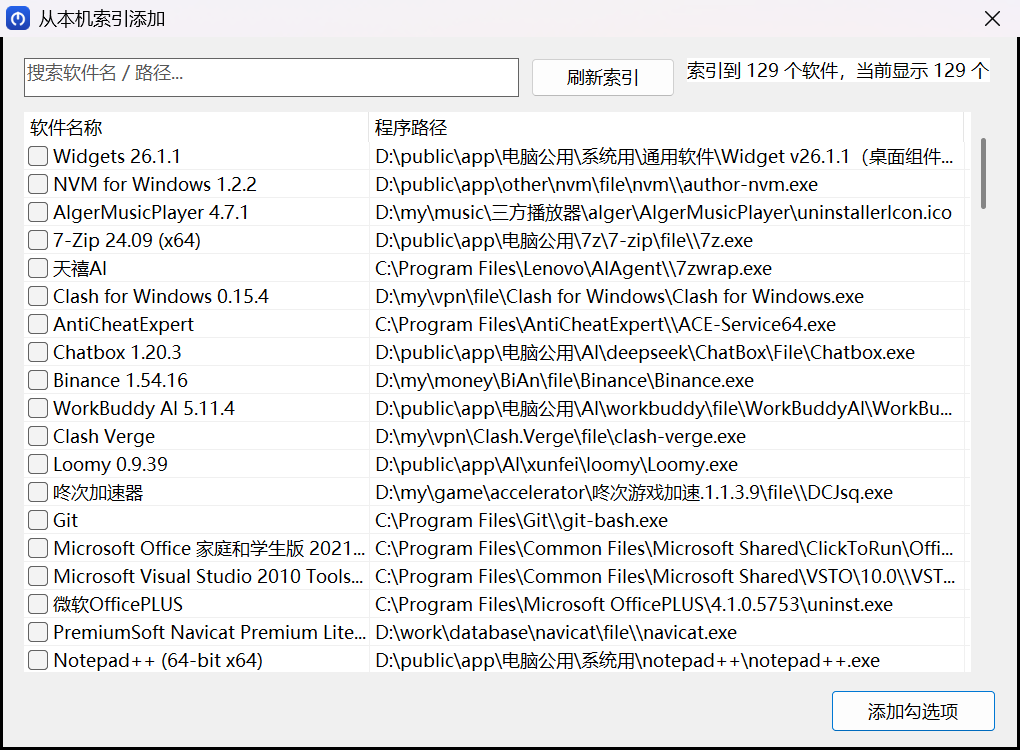 从本机索引添加
搜索软件名 / 路径...
刷新索引
索引到 129 个软件，当前显示 129 个
软件名称 程序路径
Widgets 26.1.1 D:\public\app\电脑公用\系统用\通用软件\Widget v26.1.1（桌面组件...
NVM for Windows 1.2.2 D:\public\app\other\nvm\file\nvm\\author-nvm.exe
AlgerMusicPlayer 4.7.1 D:\my\music\三方播放器\alger\AlgerMusicPlayer\uninstallerIcon.ico
7-Zip 24.09 (x64) D:\public\app\电脑公用\7z\7-zip\file\\7z.exe
天禧AI C:\Program Files\Lenovo\AIAgent\\7zwrap.exe
Clash for Windows 0.15.4 D:\my\vpn\file\Clash for Windows\Clash for Windows.exe
AntiCheatExpert C:\Program Files\AntiCheatExpert\\ACE-Service64.exe
Chatbox 1.20.3 D:\public\app\电脑公用\AI\deepseek\ChatBox\File\Chatbox.exe
Binance 1.54.16 D:\my\money\BiAn\file\Binance\Binance.exe
WorkBuddy AI 5.11.4 D:\public\app\电脑公用\AI\workbuddy\file\WorkBuddyAI\WorkBu...
Clash Verge D:\my\vpn\Clash.Verge\file\clash-verge.exe
Loomy 0.9.39 D:\public\app\AI\xunfei\loomy\Loomy.exe
咚次加速器 D:\my\game\accelerator\咚次游戏加速.1.1.3.9\file\\DCJsq.exe
Git C:\Program Files\Git\\git-bash.exe
Microsoft Office 家庭和学生版 2021... C:\Program Files\Common Files\Microsoft Shared\ClickToRun\Offi...
Microsoft Visual Studio 2010 Tools... C:\Program Files\Common Files\Microsoft Shared\VSTO\10.0\\VST...
微软OfficePLUS C:\Program Files\Microsoft OfficePLUS\4.1.0.5753\uninst.exe
PremiumSoft Navicat Premium Lite... D:\work\database\navicat\file\\navicat.exe
Notepad++ (64-bit x64) D:\public\app\电脑公用\系统用\notepad++\notepad++.exe
添加勾选项